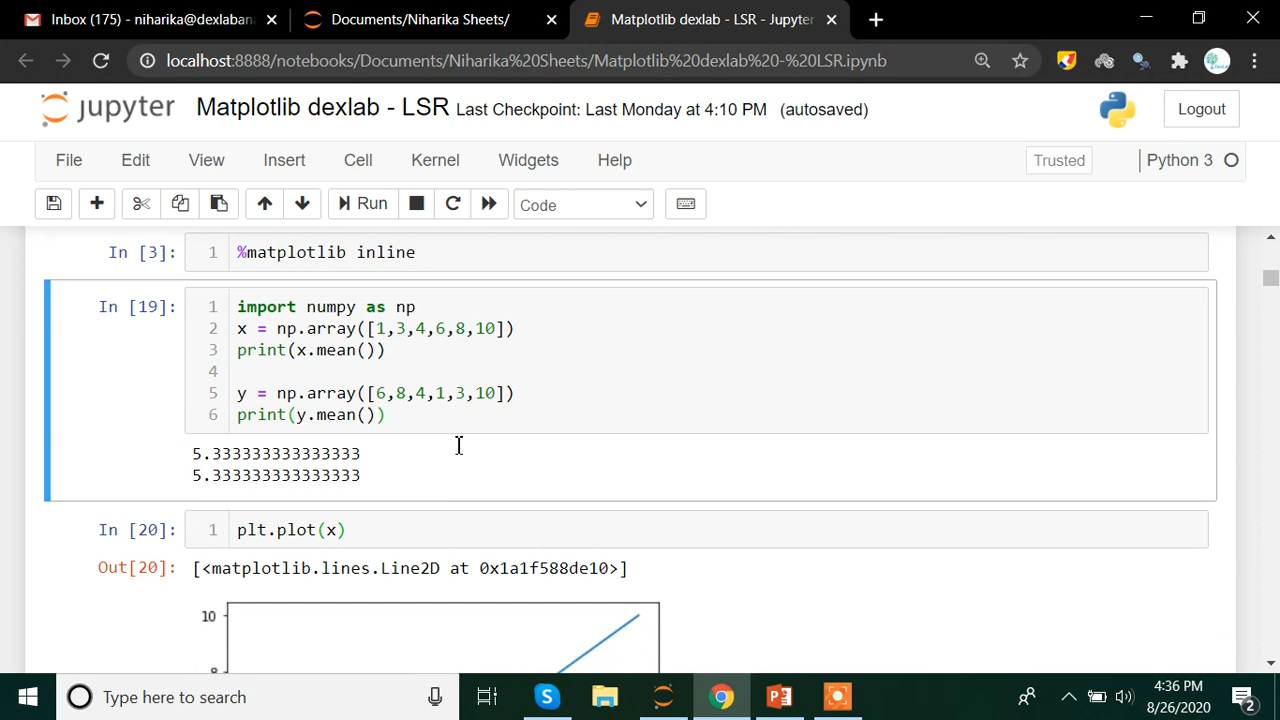 Inbox (175) - niharika@dexlabana
Documents/Niharika Sheets/
Matplotlib dexlab - LSR - Jupyter
localhost:8888/notebooks/Documents/Niharika%20Sheets/Matplotlib%20dexlab%20-%20LSR.ipynb
jupyter Matplotlib dexlab - LSR Last Checkpoint: Last Monday at 4:10 PM (autosaved)
Logout
File Edit View Insert Cell Kernel Widgets Help Trusted Python 3
Run Code
In [3]: 1 %matplotlib inline
In [19]: 1 import numpy as np
2 x = np.array([1,3,4,6,8,10])
3 print(x.mean())
4
5 y = np.array([6,8,4,1,3,10])
6 print(y.mean())
5.333333333333333
5.333333333333333
In [20]: 1 plt.plot(x)
Out[20]: [<matplotlib.lines.Line2D at 0x1a1f588de10>]
10
8
Type here to search
4:36 PM
8/26/2020
2